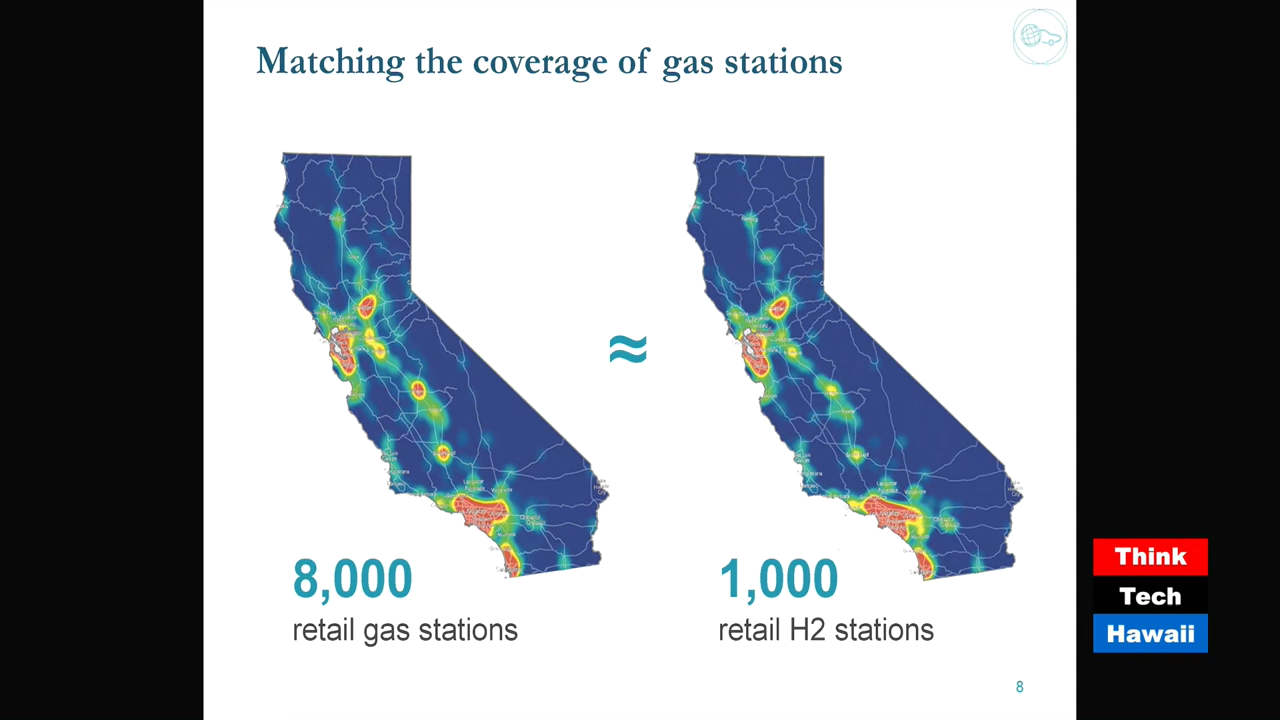 Matching the coverage of gas stations
≈
8,000
retail gas stations
1,000
retail H2 stations
8
Think
Tech
Hawaii